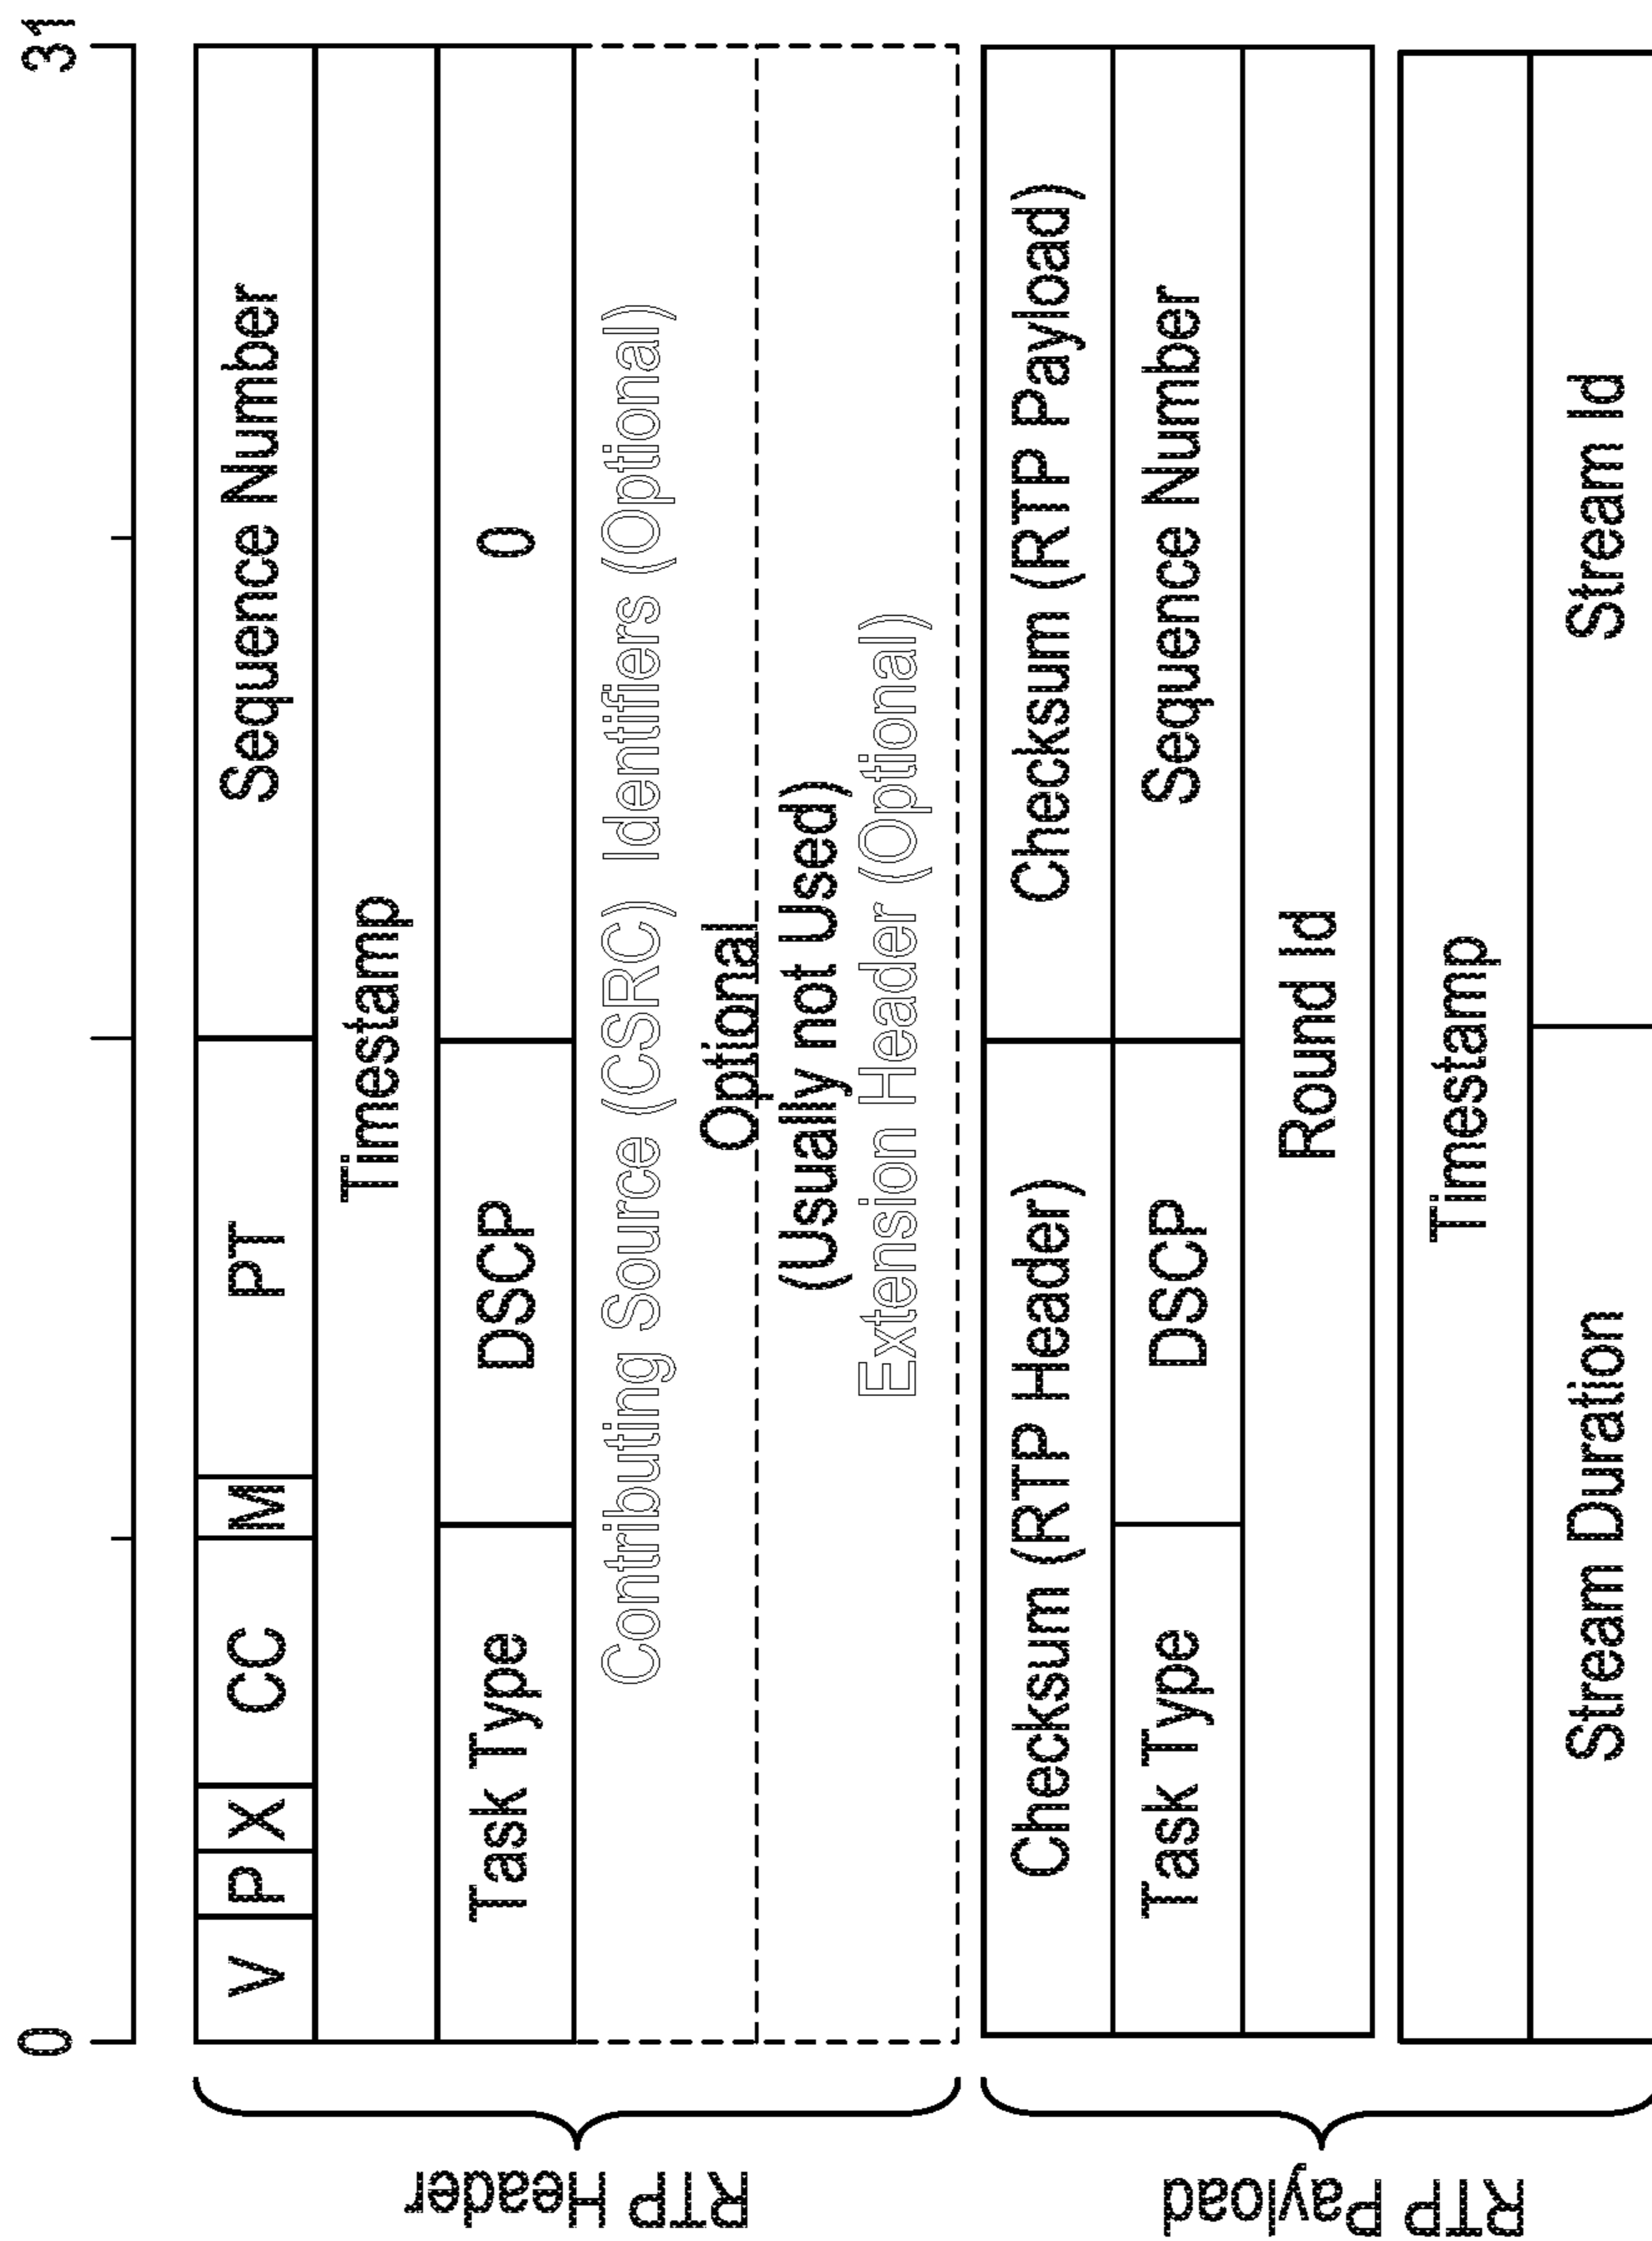 0 31
RTP Header
V P X CC M PT Sequence Number
Timestamp
Task Type DSCP 0
Contributing Source (CSRC) Identifiers (Optional)
Optional
(Usually not Used)
Extension Header (Optional)
RTP Payload
Checksum (RTP Header) Checksum (RTP Payload)
Task Type DSCP Sequence Number
Round Id
Timestamp
Stream Duration Stream Id